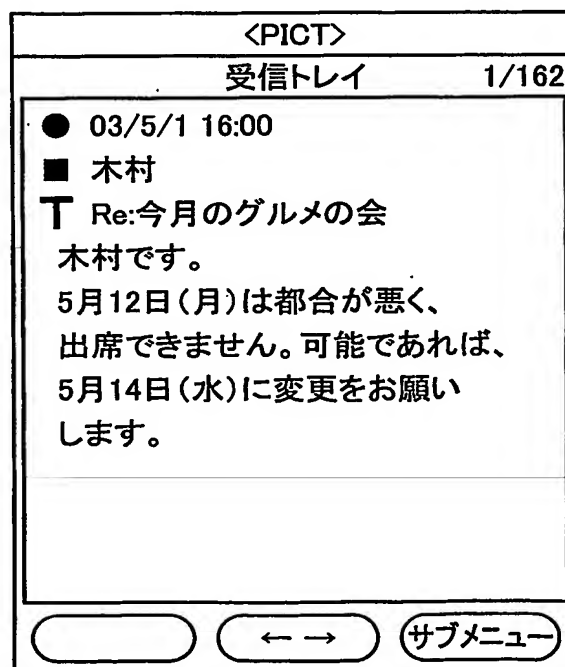 <PICT>
受信トレイ 1/162
● 03/5/1 16:00
■ 木村
T Re:今月のグルメの会
木村です。
5月12日(月)は都合が悪く、
出席できません。可能であれば、
5月14日(水)に変更をお願い
します。
←→ サブメニュー